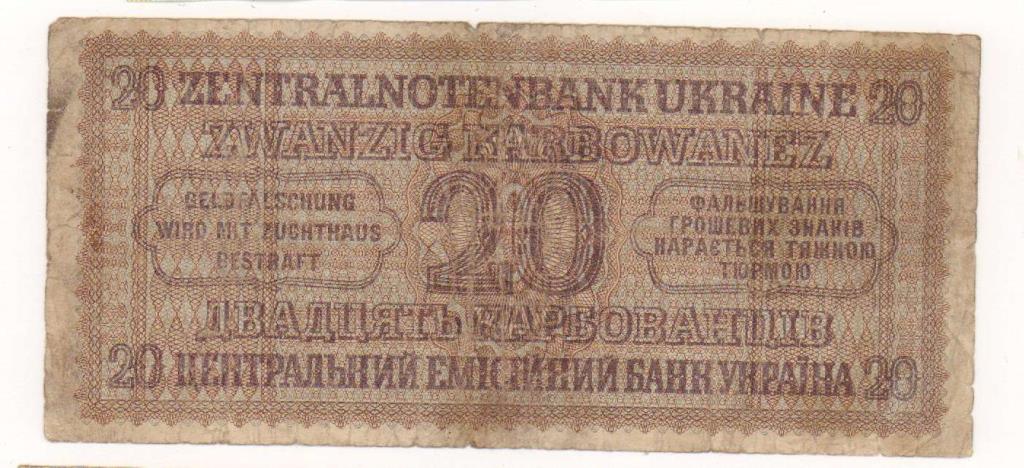 20 ZENTRALNOTENBANK UKRAINE 20
ZWANZIG KARBOWANEZ
GELDFÄLSCHUNG
WIRD MIT ZUCHTHAUS
BESTRAFT
20
ФАЛЬШУВАННЯ
ГРОШЕВИХ ЗНАКІВ
КАРАЄТЬСЯ ТЯЖКОЮ
ТЮРМОЮ
ДВАДЦЯТЬ КАРБОВАНЦІВ
20 ЦЕНТРАЛЬНИЙ ЕМІСІЙНИЙ БАНК УКРАЇНА 20